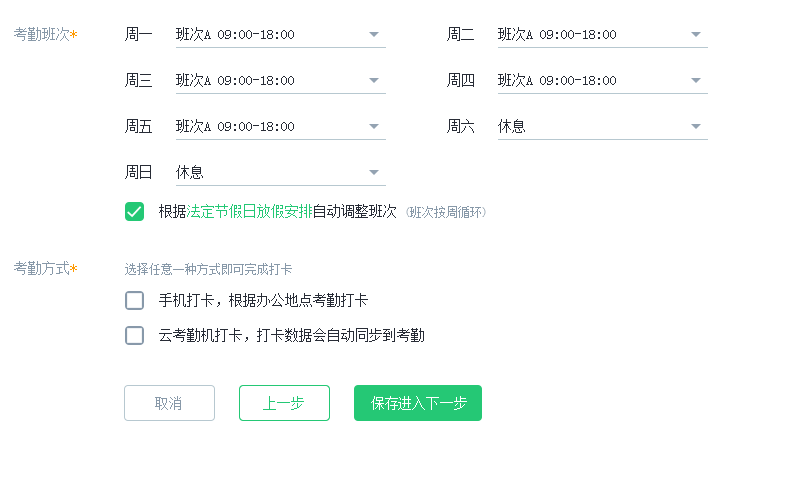 考勤班次* 周一 班次A 09:00-18:00 周二 班次A 09:00-18:00
周三 班次A 09:00-18:00 周四 班次A 09:00-18:00
周五 班次A 09:00-18:00 周六 休息
周日 休息
根据法定节假日放假安排自动调整班次 (班次按周循环)
考勤方式* 选择任意一种方式即可完成打卡
手机打卡，根据办公地点考勤打卡
云考勤机打卡，打卡数据会自动同步到考勤
取消 上一步 保存进入下一步